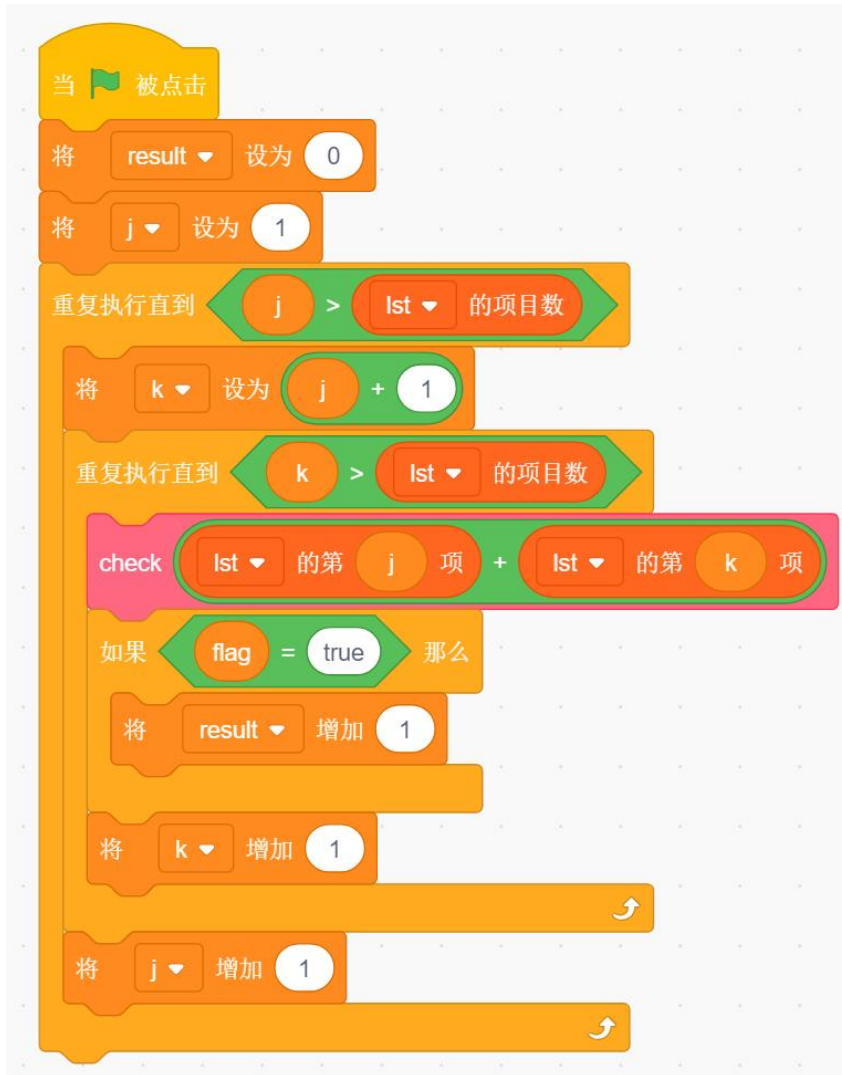 当 被点击
将 result 设为 0
将 j 设为 1
重复执行直到 j > lst 的项目数
将 k 设为 j + 1
重复执行直到 k > lst 的项目数
check lst 的第 j 项 + lst 的第 k 项
如果 flag = true 那么
将 result 增加 1
将 k 增加 1
将 j 增加 1